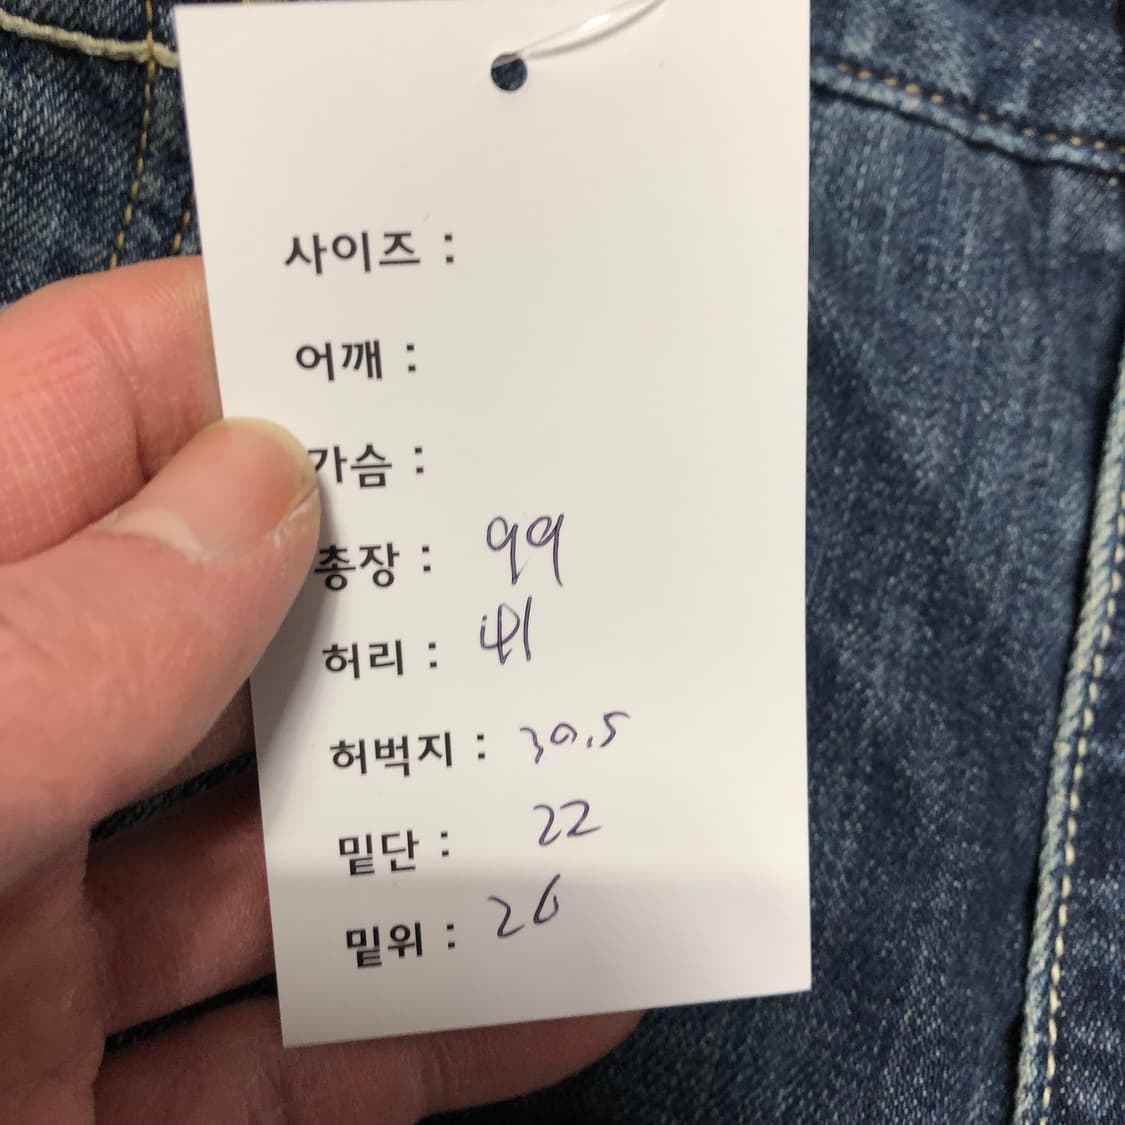 사이즈 :
어깨 :
가슴 :
총장 : 99
허리 : 41
허벅지 : 30.5
밑단 : 22
밑위 : 26